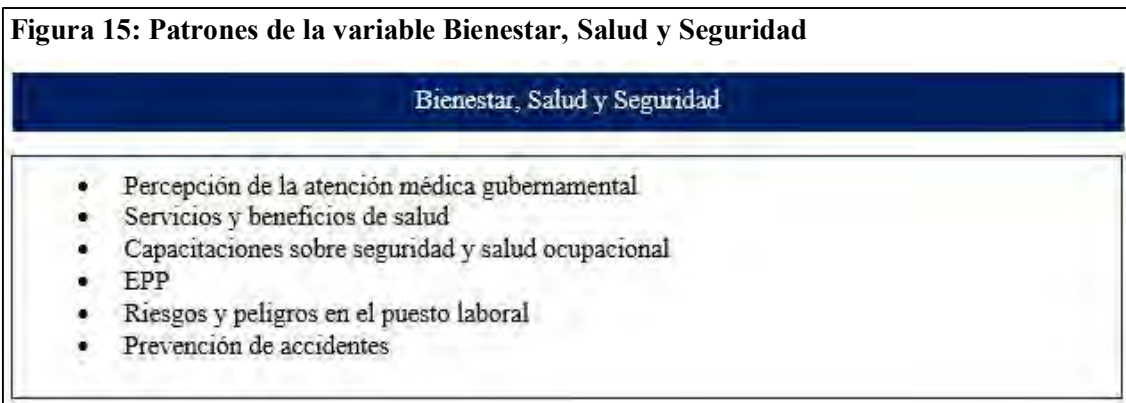 Figura 15: Patrones de la variable Bienestar, Salud y Seguridad
Bienestar, Salud y Seguridad
• Percepción de la atención médica gubernamental
• Servicios y beneficios de salud
• Capacitaciones sobre seguridad y salud ocupacional
• EPP
• Riesgos y peligros en el puesto laboral
• Prevención de accidentes